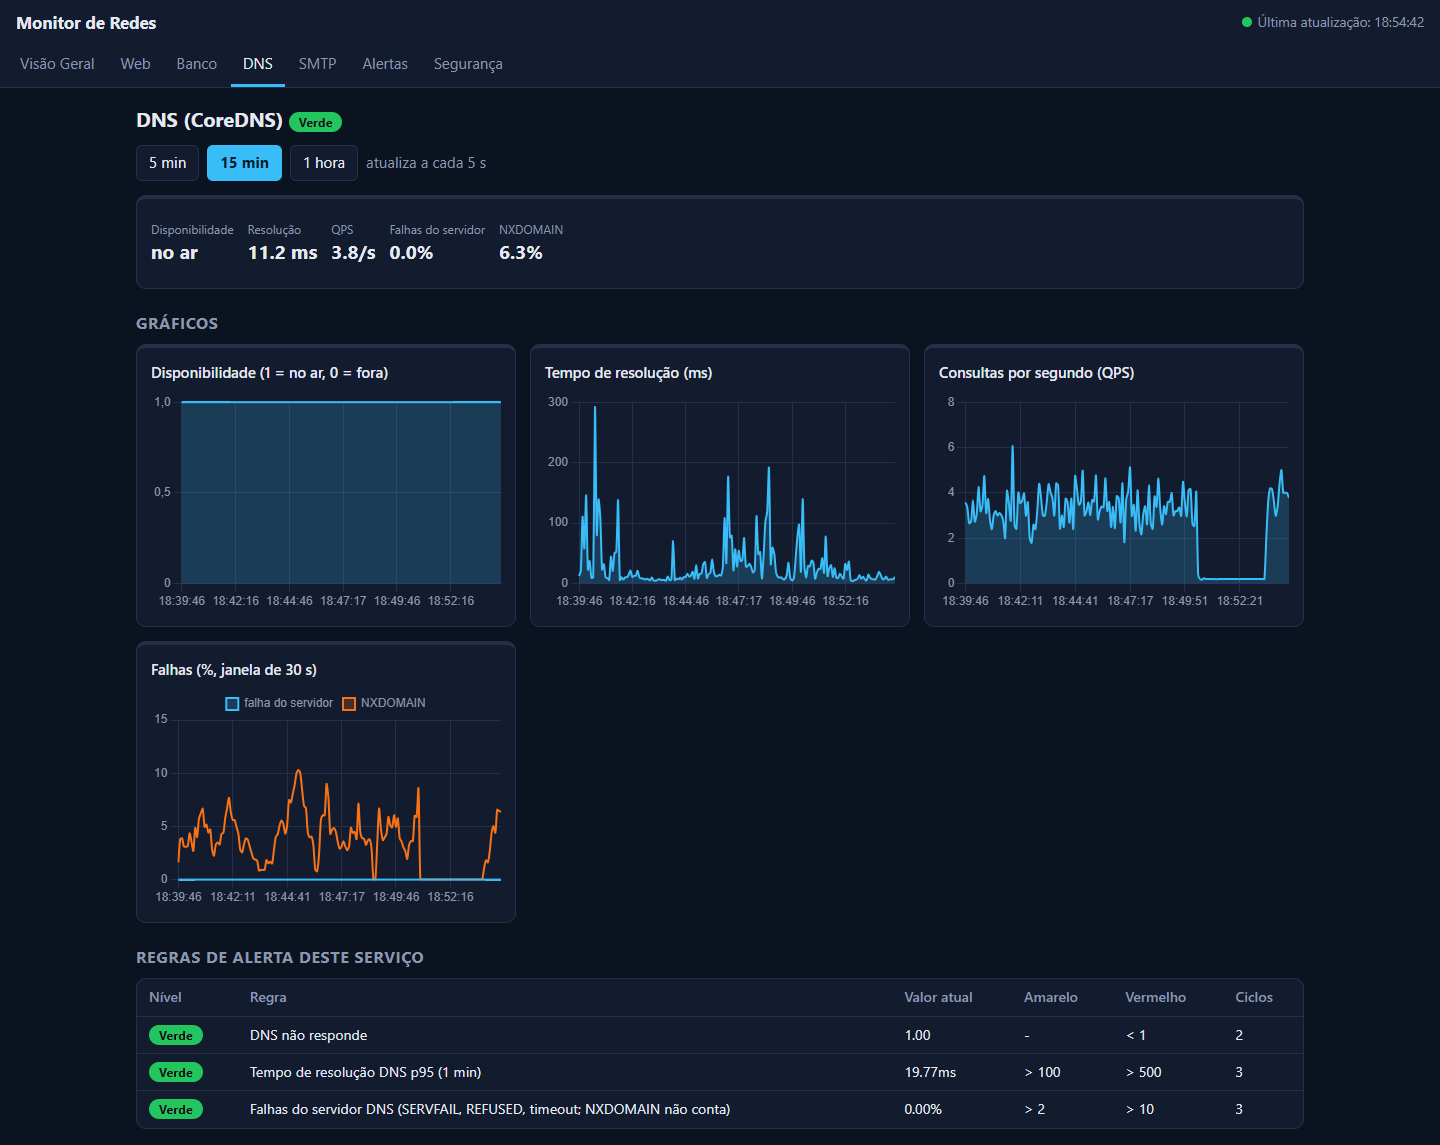 Monitor de Redes
Última atualização: 18:54:42
Visão Geral Web Banco DNS SMTP Alertas Segurança
DNS (CoreDNS) Verde
5 min 15 min 1 hora atualiza a cada 5 s
Disponibilidade Resolução QPS Falhas do servidor NXDOMAIN
no ar 11.2 ms 3.8/s 0.0% 6.3%
GRÁFICOS
Disponibilidade (1 = no ar, 0 = fora)
1,0
0,5
0
18:39:46 18:42:16 18:44:46 18:47:17 18:49:46 18:52:16
Tempo de resolução (ms)
300
200
100
0
18:39:46 18:42:16 18:44:46 18:47:17 18:49:46 18:52:16
Consultas por segundo (QPS)
8
6
4
2
0
18:39:46 18:42:11 18:44:41 18:47:17 18:49:51 18:52:21
Falhas (%, janela de 30 s)
falha do servidor NXDOMAIN
15
10
5
0
18:39:46 18:42:11 18:44:41 18:47:17 18:49:46 18:52:16
REGRAS DE ALERTA DESTE SERVIÇO
Nível Regra Valor atual Amarelo Vermelho Ciclos
Verde DNS não responde 1.00 - < 1 2
Verde Tempo de resolução DNS p95 (1 min) 19.77ms > 100 > 500 3
Verde Falhas do servidor DNS (SERVFAIL, REFUSED, timeout; NXDOMAIN não conta) 0.00% > 2 > 10 3